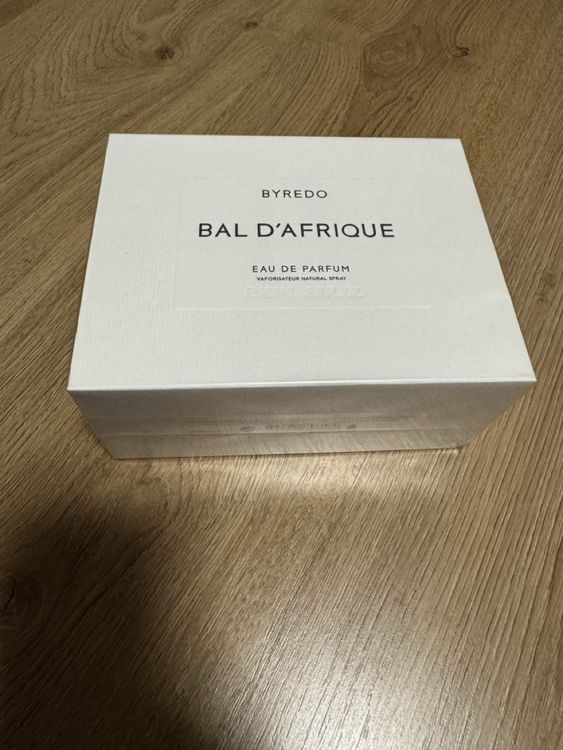 BYREDO
BAL D'AFRIQUE
EAU DE PARFUM
VAPORISATEUR NATURAL SPRAY